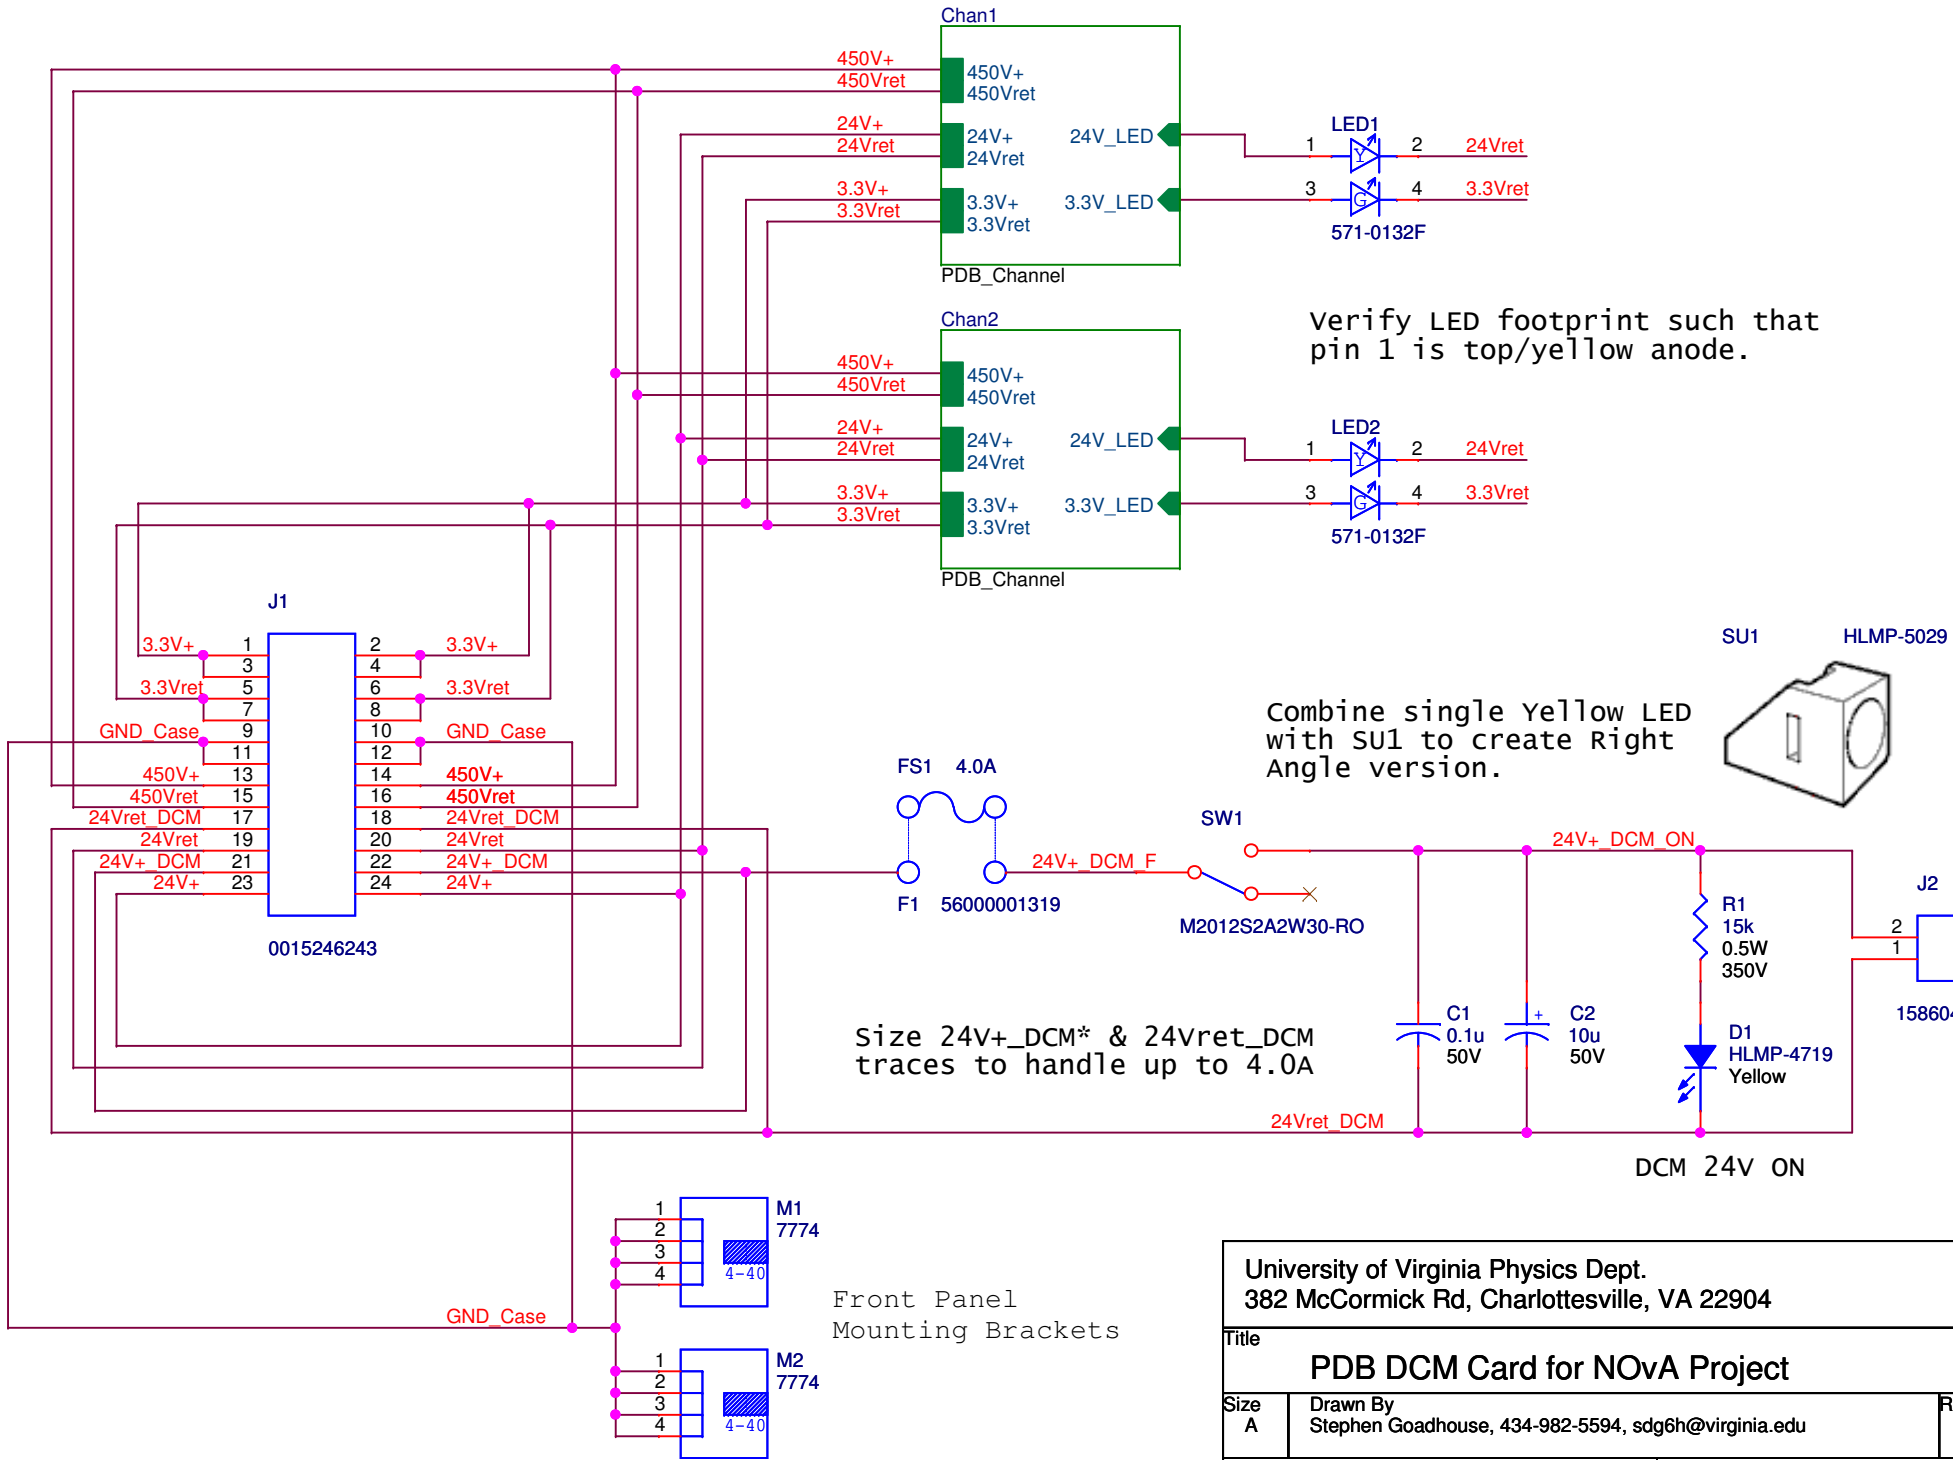 Chan1
450V+
450Vret
450V+
450Vret
24V+
24Vret
24V+
24Vret
24V_LED
3.3V+
3.3Vret
3.3V+
3.3Vret
3.3V_LED
PDB_Channel
LED1
1 Y 2 24Vret
3 G 4 3.3Vret
571-0132F
Verify LED footprint such that
pin 1 is top/yellow anode.
Chan2
450V+
450Vret
450V+
450Vret
24V+
24Vret
24V+
24Vret
24V_LED
3.3V+
3.3Vret
3.3V+
3.3Vret
3.3V_LED
PDB_Channel
LED2
1 Y 2 24Vret
3 G 4 3.3Vret
571-0132F
J1
3.3V+ 1 2 3.3V+
3 4
3.3Vret 5 6 3.3Vret
7 8
GND_Case 9 10 GND_Case
11 12
450V+ 13 14 450V+
450Vret 15 16 450Vret
24Vret_DCM 17 18 24Vret_DCM
24Vret 19 20 24Vret
24V+_DCM 21 22 24V+_DCM
24V+ 23 24 24V+
0015246243
SU1 HLMP-5029
Combine single Yellow LED
with SU1 to create Right
Angle version.
FS1 4.0A
F1 56000001319
24V+_DCM_F
SW1
M2012S2A2W30-RO
24V+_DCM_ON
J2
2
1
158604
R1
15k
0.5W
350V
C1
0.1u
50V
+ C2
10u
50V
D1
HLMP-4719
Yellow
Size 24V+_DCM* & 24Vret_DCM
traces to handle up to 4.0A
24Vret_DCM
DCM 24V ON
GND_Case
1
2
3
4
M1
7774
4-40
Front Panel
Mounting Brackets
1
2
3
4
M2
7774
4-40
University of Virginia Physics Dept.
382 McCormick Rd, Charlottesville, VA 22904
Title
PDB DCM Card for NOvA Project
Size
A
Drawn By
Stephen Goadhouse, 434-982-5594, sdg6h@virginia.edu
R